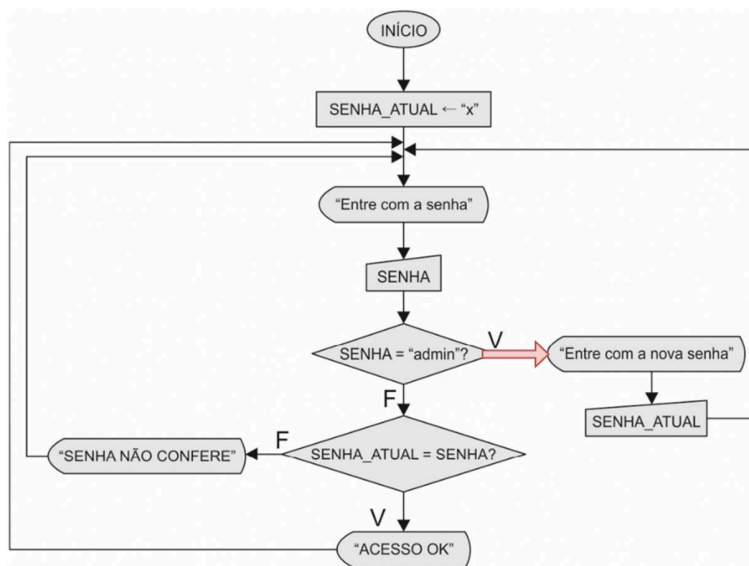 INÍCIO
SENHA_ATUAL ← “x”
“Entre com a senha”
SENHA
SENHA = “admin”?
V
“Entre com a nova senha”
SENHA_ATUAL
F
SENHA_ATUAL = SENHA?
F
“SENHA NÃO CONFERE”
V
“ACESSO OK”